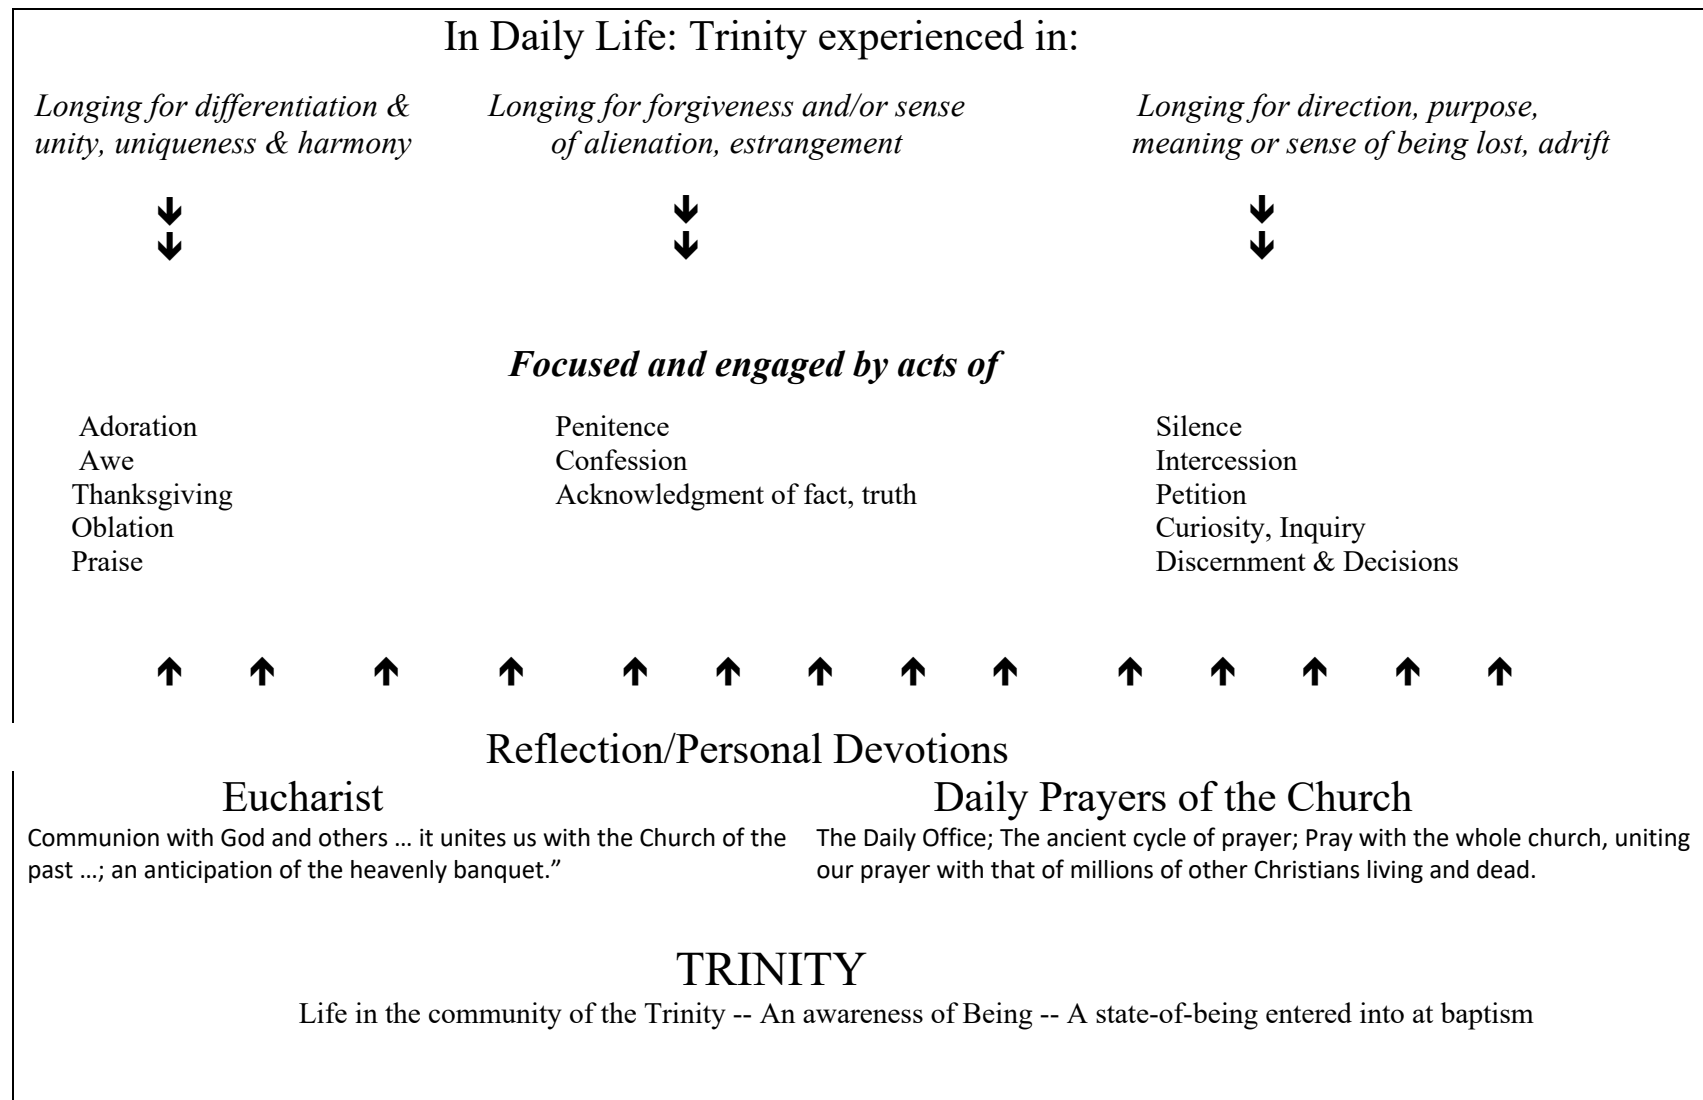 In Daily Life: Trinity experienced in:
Longing for differentiation &
unity, uniqueness & harmony
Longing for forgiveness and/or sense
of alienation, estrangement
Longing for direction, purpose,
meaning or sense of being lost, adrift
Focused and engaged by acts of
Adoration
Awe
Thanksgiving
Oblation
Praise
Penitence
Confession
Acknowledgment of fact, truth
Silence
Intercession
Petition
Curiosity, Inquiry
Discernment & Decisions
Reflection/Personal Devotions
Eucharist
Communion with God and others … it unites us with the Church of the
past …; an anticipation of the heavenly banquet.”
Daily Prayers of the Church
The Daily Office; The ancient cycle of prayer; Pray with the whole church, uniting
our prayer with that of millions of other Christians living and dead.
TRINITY
Life in the community of the Trinity -- An awareness of Being -- A state-of-being entered into at baptism